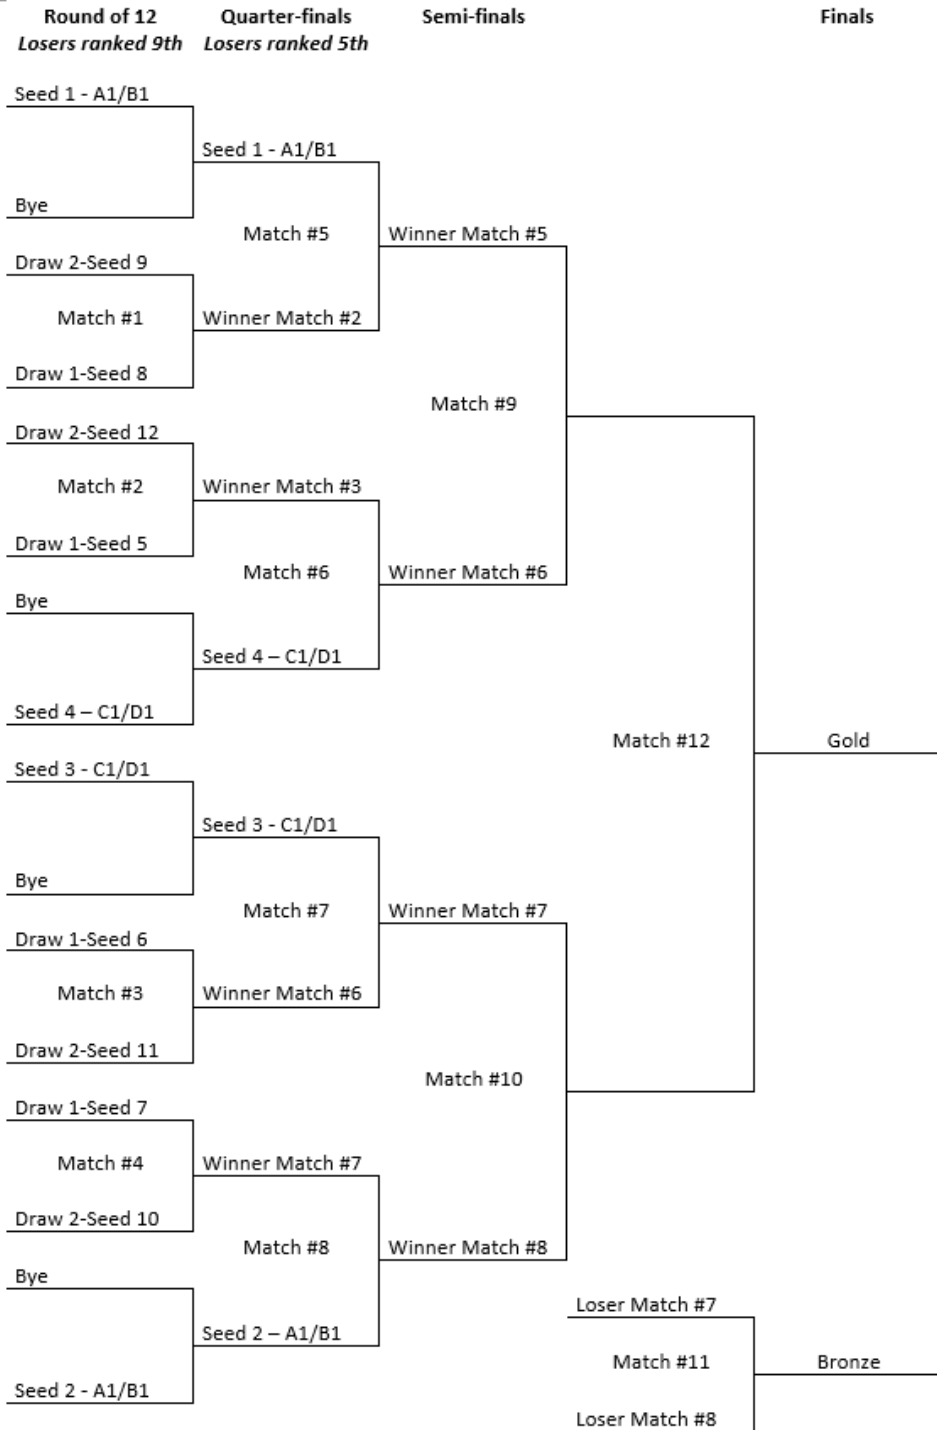 Round of 12
Quarter-finals
Semi-finals
Finals
Losers ranked 9th
Losers ranked 5th
Seed 1 - A1/B1
Seed 1 - A1/B1
Bye
Match #5
Winner Match #5
Draw 2-Seed 9
Match #1
Winner Match #2
Draw 1-Seed 8
Match #9
Draw 2-Seed 12
Match #2
Winner Match #3
Draw 1-Seed 5
Match #6
Winner Match #6
Bye
Seed 4 – C1/D1
Seed 4 – C1/D1
Match #12
Gold
Seed 3 - C1/D1
Seed 3 - C1/D1
Bye
Match #7
Winner Match #7
Draw 1-Seed 6
Match #3
Winner Match #6
Draw 2-Seed 11
Match #10
Draw 1-Seed 7
Match #4
Winner Match #7
Draw 2-Seed 10
Match #8
Winner Match #8
Bye
Loser Match #7
Seed 2 – A1/B1
Match #11
Bronze
Seed 2 - A1/B1
Loser Match #8